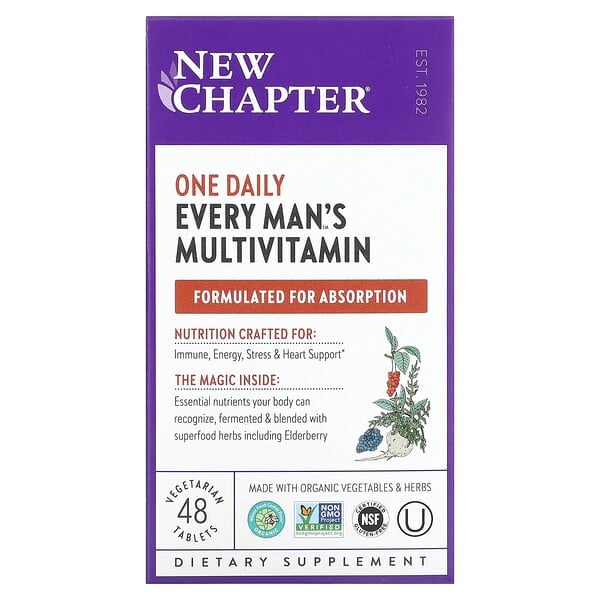 NEW
CHAPTER®
EST. 1982
ONE DAILY
EVERY MAN'S™
MULTIVITAMIN
FORMULATED FOR ABSORPTION
NUTRITION CRAFTED FOR:
Immune, Energy, Stress & Heart Support*
THE MAGIC INSIDE:
Essential nutrients your body can
recognize, fermented & blended with
superfood herbs including Elderberry
VEGETARIAN
48
TABLETS
MADE WITH ORGANIC VEGETABLES & HERBS
ORGANIC
NON
GMO
Project
VERIFIED
nongmoproject.org
CERTIFIED
NSF
GLUTEN-FREE
U
DIETARY SUPPLEMENT